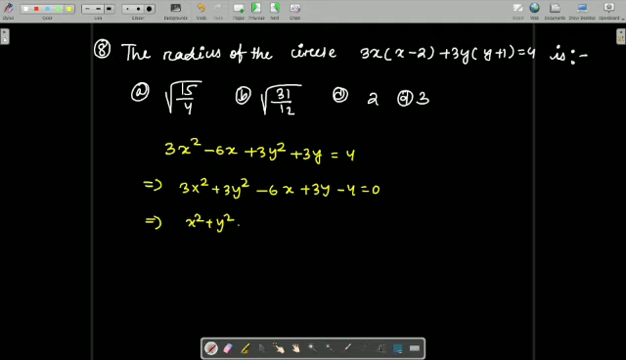 ⑧ The radius of the circle 3x(x-2)+3y(y+1)=4 is:-
ⓐ √(15/4) ⓑ √(31/12) ⓒ 2 ⓓ 3
3x² - 6x + 3y² + 3y = 4
=> 3x² + 3y² - 6x + 3y - 4 = 0
=> x² + y²